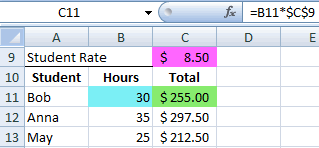 C11 fx =B11*$C$9
A B C D E
9 Student Rate $ 8.50
10 Student Hours Total
11 Bob 30 $ 255.00
12 Anna 35 $ 297.50
13 May 25 $ 212.50